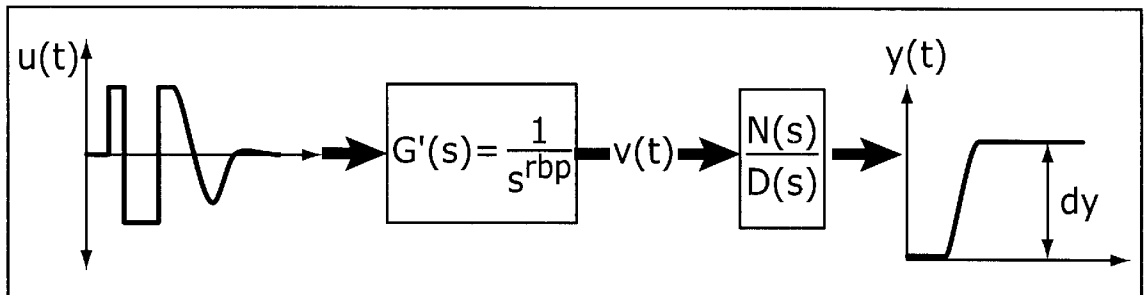 u(t)
G'(s)= 1
s^rbp
v(t)
N(s)
D(s)
y(t)
dy